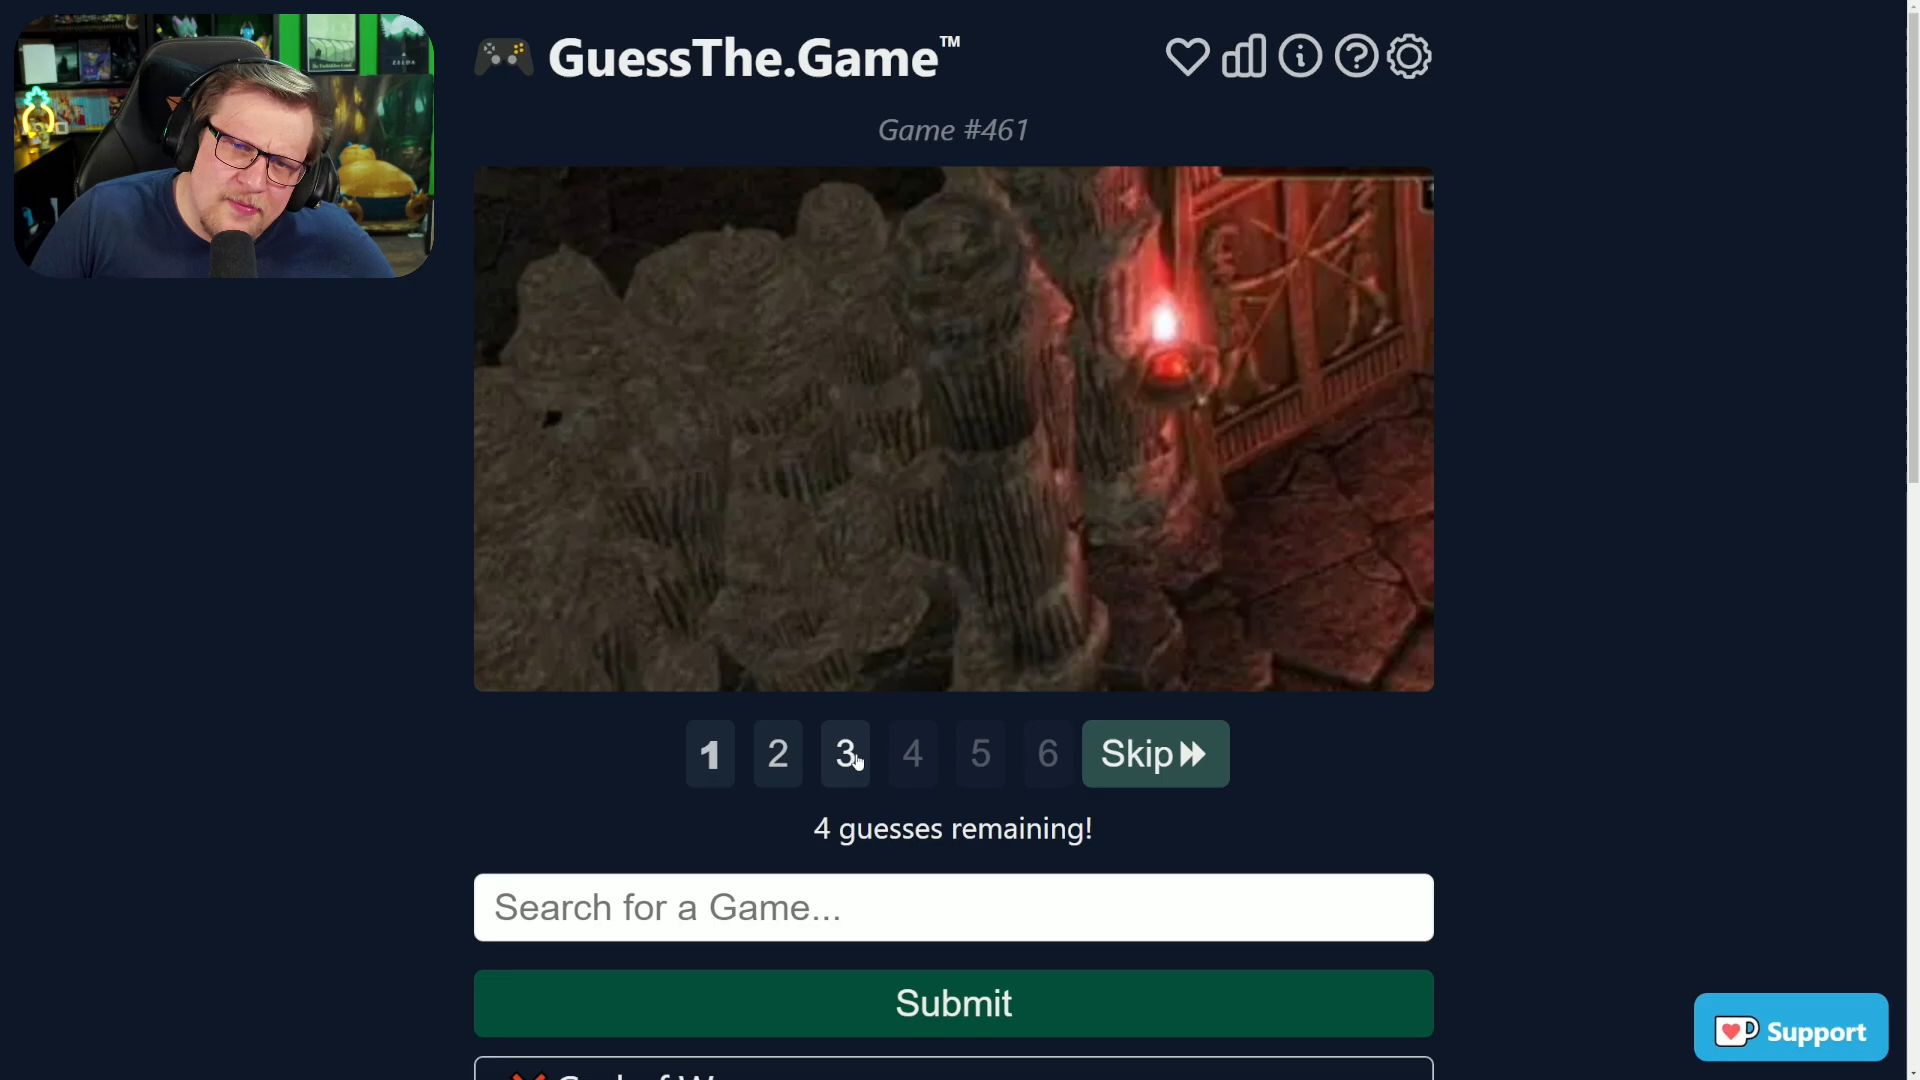 GuessThe.Game™
Game #461
1 2 3 4 5 6 Skip
4 guesses remaining!
Search for a Game...
Submit
Support